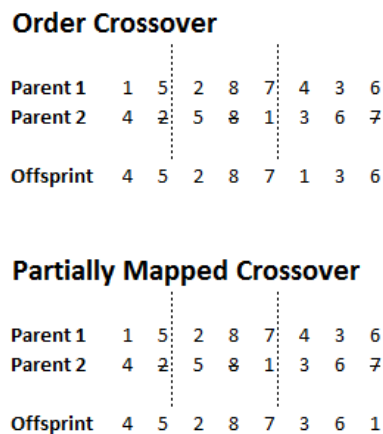 Order Crossover
Parent 1 1 5 2 8 7 4 3 6
Parent 2 4 2 5 8 1 3 6 7
Offsprint 4 5 2 8 7 1 3 6
Partially Mapped Crossover
Parent 1 1 5 2 8 7 4 3 6
Parent 2 4 2 5 8 1 3 6 7
Offsprint 4 5 2 8 7 3 6 1